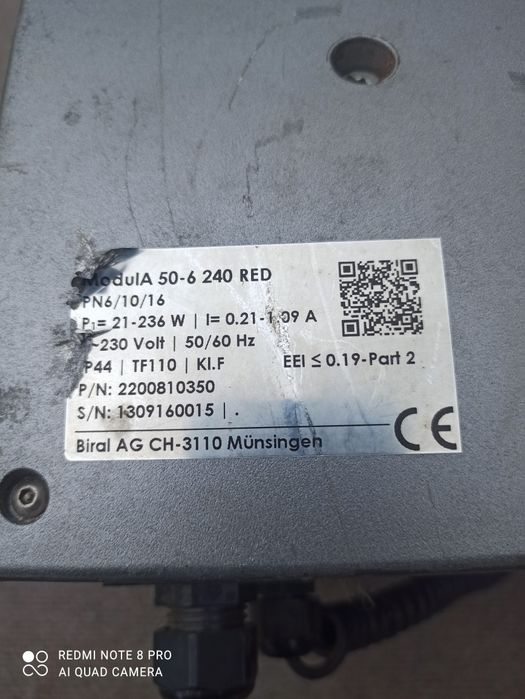 ModulA 50-6 240 RED
PN6/10/16
P₁= 21-236 W | I= 0.21-1.09 A
~230 Volt | 50/60 Hz
P44 | TF110 | Kl.F
EEI ≤ 0.19-Part 2
P/N: 2200810350
S/N: 1309160015 | .
Biral AG CH-3110 Münsingen
CE
REDMI NOTE 8 PRO
AI QUAD CAMERA